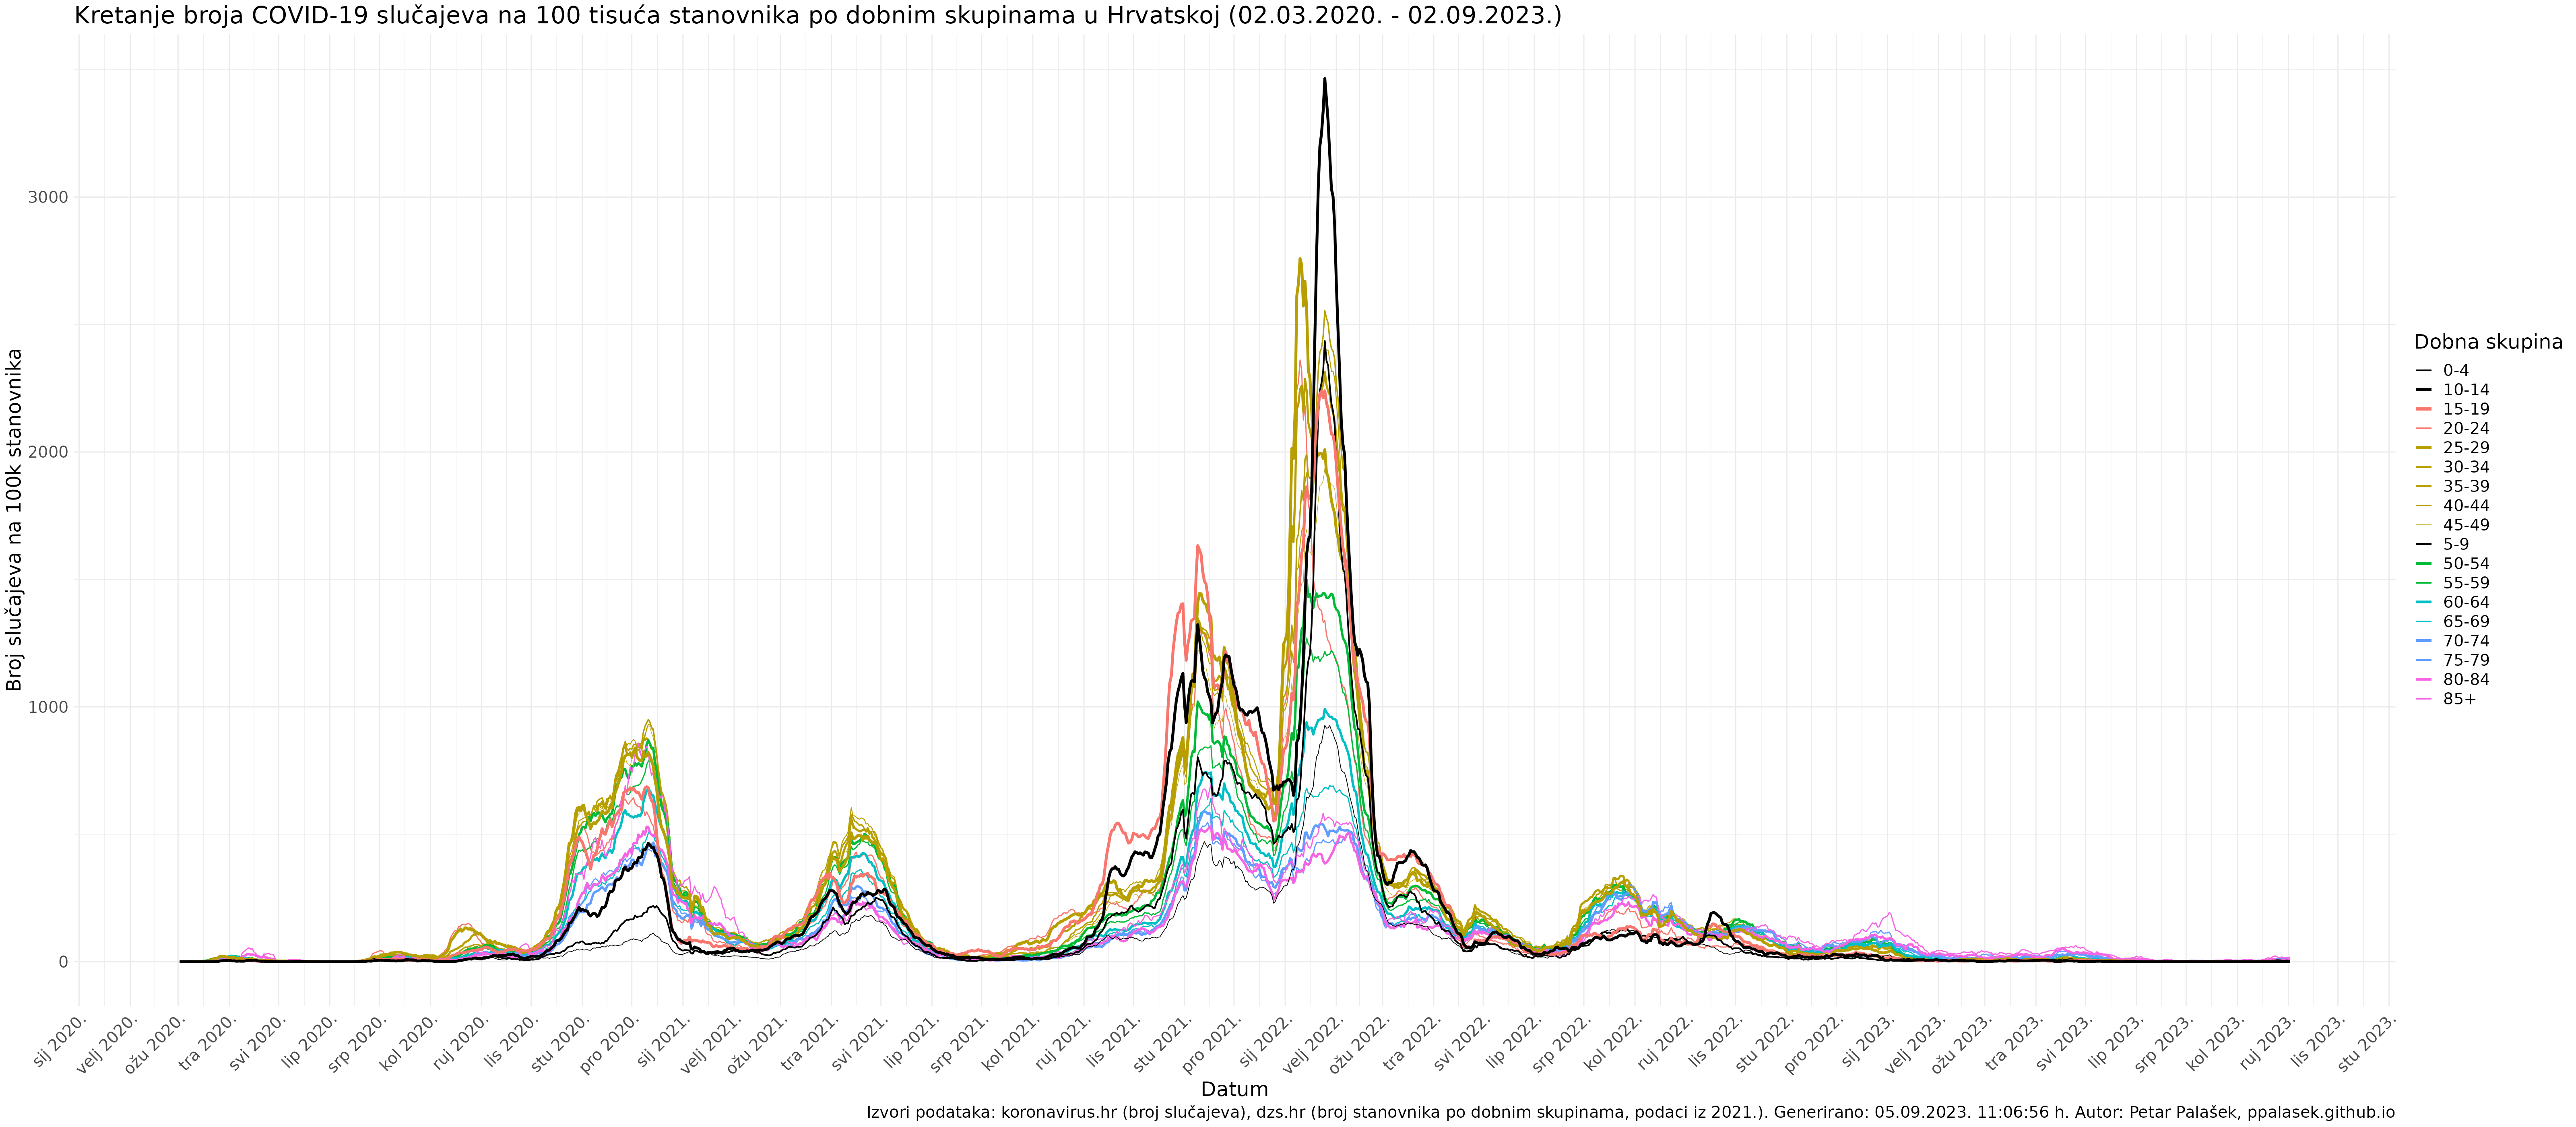 Kretanje broja COVID-19 slučajeva na 100 tisuća stanovnika po dobnim skupinama u Hrvatskoj (02.03.2020. - 02.09.2023.)
Broj slučajeva na 100k stanovnika
3000
2000
1000
0
sij 2020.
velj 2020.
ožu 2020.
tra 2020.
svi 2020.
lip 2020.
srp 2020.
kol 2020.
ruj 2020.
lis 2020.
stu 2020.
pro 2020.
sij 2021.
velj 2021.
ožu 2021.
tra 2021.
svi 2021.
lip 2021.
srp 2021.
kol 2021.
ruj 2021.
lis 2021.
stu 2021.
pro 2021.
sij 2022.
velj 2022.
ožu 2022.
tra 2022.
svi 2022.
lip 2022.
srp 2022.
kol 2022.
ruj 2022.
lis 2022.
stu 2022.
pro 2022.
sij 2023.
velj 2023.
ožu 2023.
tra 2023.
svi 2023.
lip 2023.
srp 2023.
kol 2023.
ruj 2023.
lis 2023.
stu 2023.
Datum
Dobna skupina
0-4
10-14
15-19
20-24
25-29
30-34
35-39
40-44
45-49
5-9
50-54
55-59
60-64
65-69
70-74
75-79
80-84
85+
Izvori podataka: koronavirus.hr (broj slučajeva), dzs.hr (broj stanovnika po dobnim skupinama, podaci iz 2021.). Generirano: 05.09.2023. 11:06:56 h. Autor: Petar Palašek, ppalasek.github.io